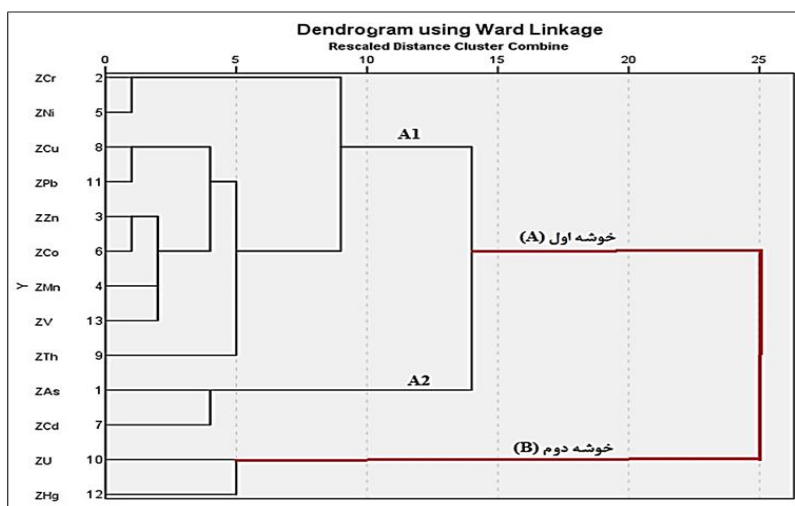 Dendrogram using Ward Linkage
Rescaled Distance Cluster Combine
0 5 10 15 20 25
ZCr 2
ZNi 5
ZCu 8
A1
ZPb 11
ZZn 3
خوشه اول (A)
ZCo 6
Y
ZMn 4
ZV 13
ZTh 9
ZAs 1
A2
ZCd 7
خوشه دوم (B)
ZU 10
ZHg 12